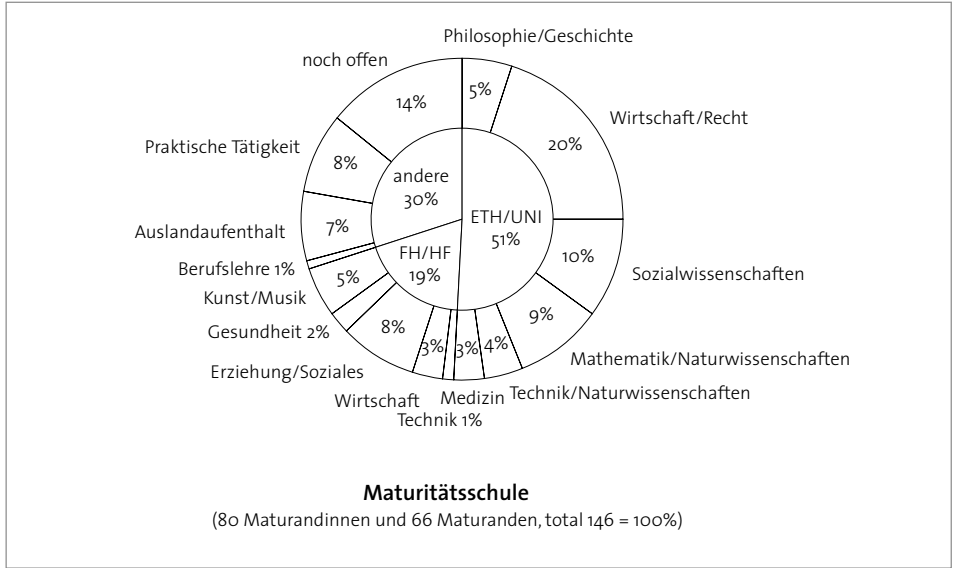 Philosophie/Geschichte
noch offen
5%
14%
Wirtschaft/Recht
20%
Praktische Tätigkeit
8%
andere
30%
ETH/UNI
51%
7%
Auslandaufenthalt
FH/HF
19%
10%
Sozialwissenschaften
Berufslehre 1%
5%
Kunst/Musik
9%
Gesundheit 2%
8%
3%
3%
4%
Mathematik/Naturwissenschaften
Erziehung/Soziales
Wirtschaft
Medizin
Technik/Naturwissenschaften
Technik 1%
Maturitätsschule
(80 Maturandinnen und 66 Maturanden, total 146 = 100%)